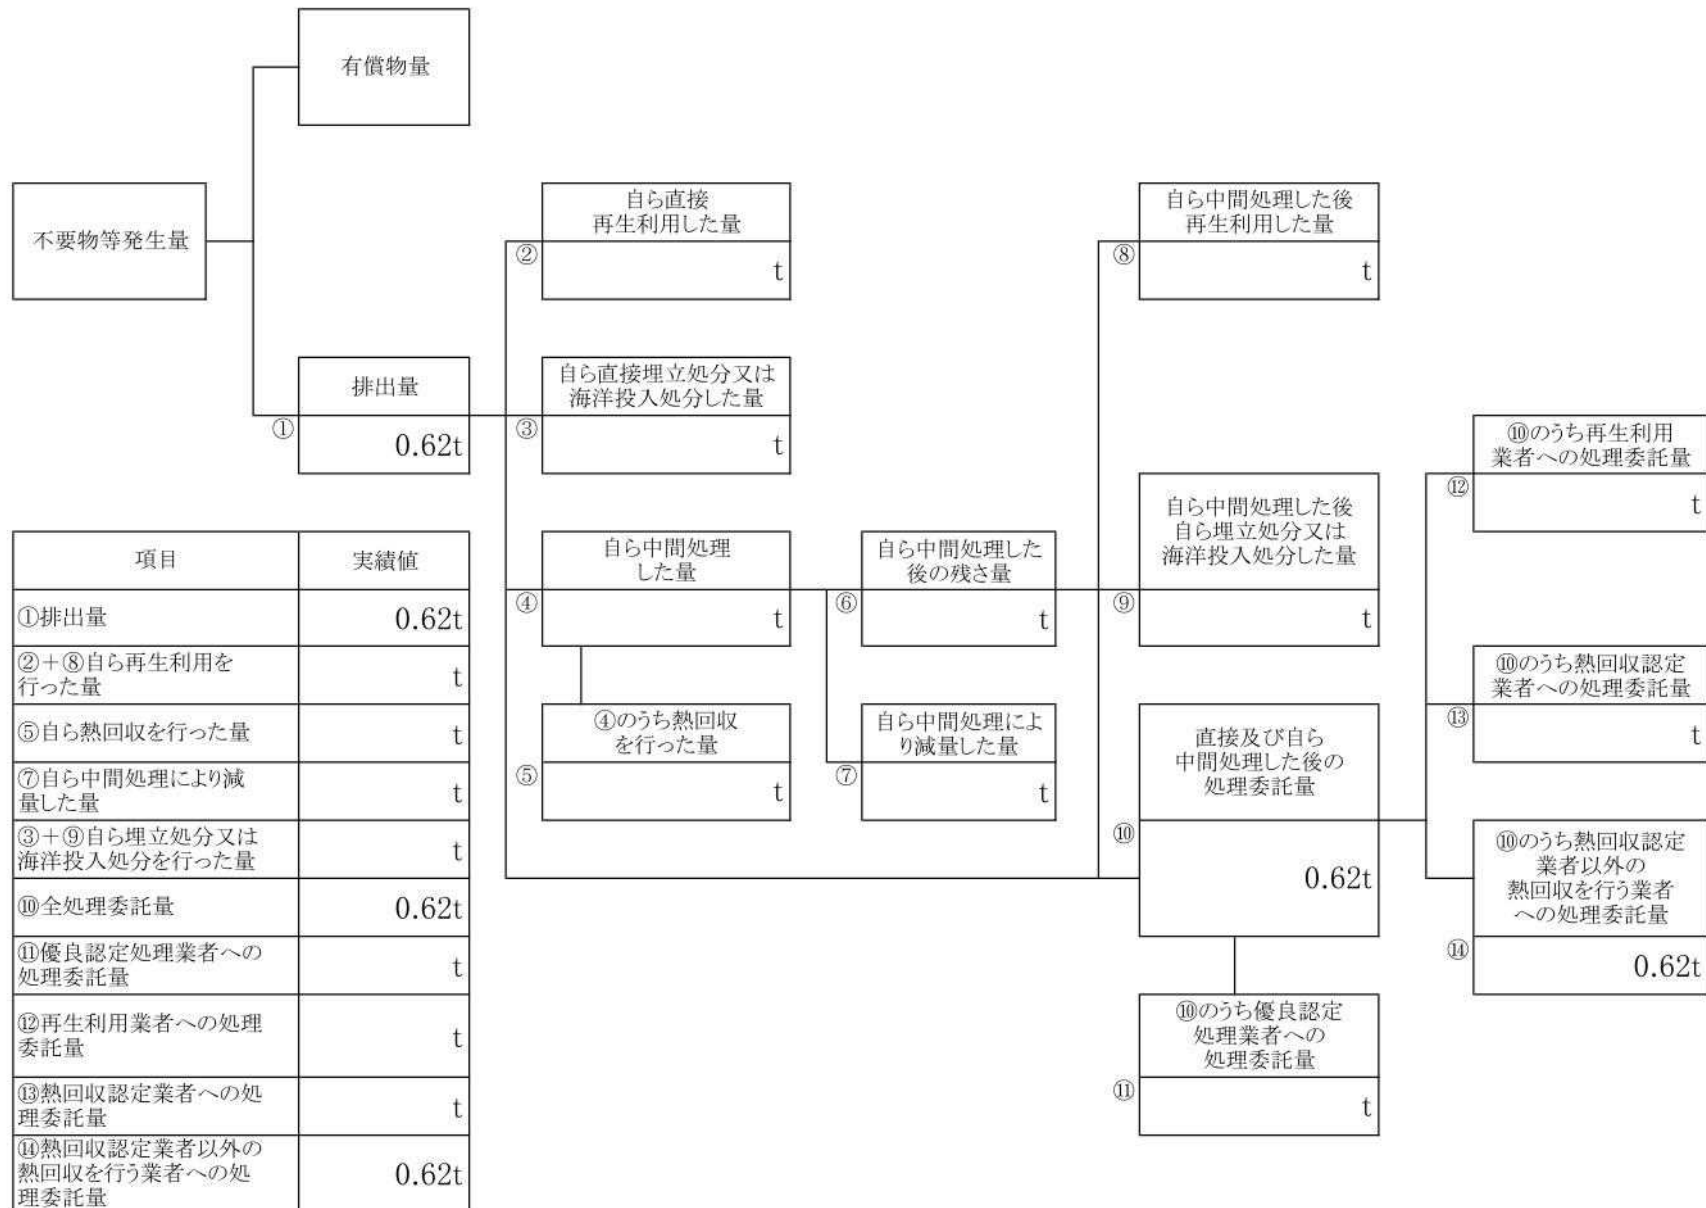 有償物量
不要物等発生量
自ら直接
再生利用した量
②
t
自ら中間処理した後
再生利用した量
⑧
t
排出量
①
0.62t
自ら直接埋立処分又は
海洋投入処分した量
③
t
⑩のうち再生利用
業者への処理委託量
⑫
t
自ら中間処理
した量
④
t
自ら中間処理した
後の残さ量
⑥
t
自ら中間処理した後
自ら埋立処分又は
海洋投入処分した量
⑨
t
⑩のうち熱回収認定
業者への処理委託量
⑬
t
④のうち熱回収
を行った量
⑤
t
自ら中間処理によ
り減量した量
⑦
t
直接及び自ら
中間処理した後の
処理委託量
⑩
0.62t
⑩のうち熱回収認定
業者以外の
熱回収を行う業者
への処理委託量
⑭
0.62t
⑩のうち優良認定
処理業者への
処理委託量
⑪
t
項目 実績値
①排出量 0.62t
②+⑧自ら再生利用を
行った量 t
⑤自ら熱回収を行った量 t
⑦自ら中間処理により減
量した量 t
③+⑨自ら埋立処分又は
海洋投入処分を行った量 t
⑩全処理委託量 0.62t
⑪優良認定処理業者への
処理委託量 t
⑫再生利用業者への処理
委託量 t
⑬熱回収認定業者への処
理委託量 t
⑭熱回収認定業者以外の
熱回収を行う業者への処 0.62t
理委託量